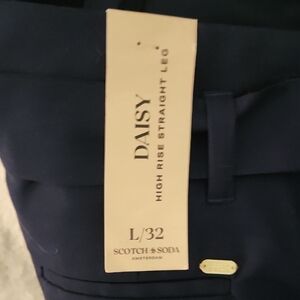 DAISY
HIGH RISE STRAIGHT LEG
L/32
SCOTCH & SODA
AMSTERDAM